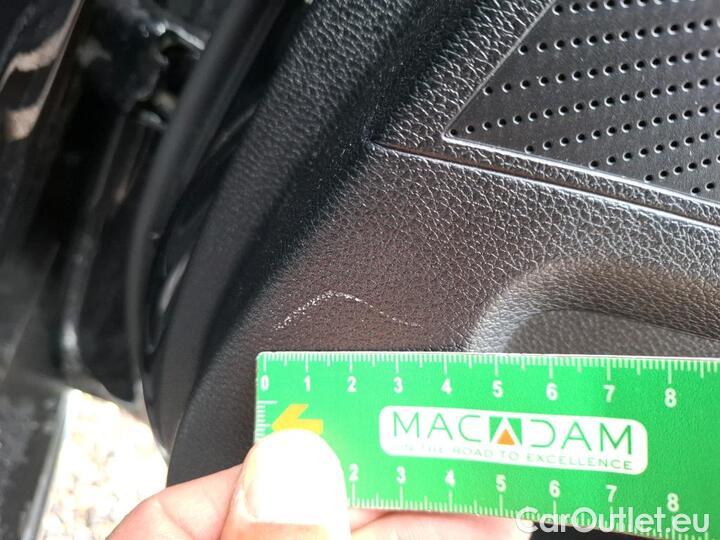 0 1 2 3 4 5 6 7 8
MACADAM
ON THE ROAD TO EXCELLENCE
2 3 4 5 6 7 8
CarOutlet.eu